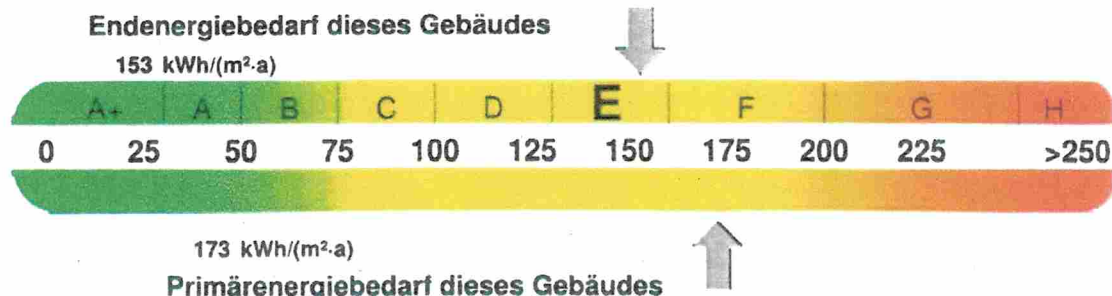 Endenergiebedarf dieses Gebäudes
153 kWh/(m²·a)
A+ A B C D E F G H
0 25 50 75 100 125 150 175 200 225 >250
173 kWh/(m²·a)
Primärenergiebedarf dieses Gebäudes